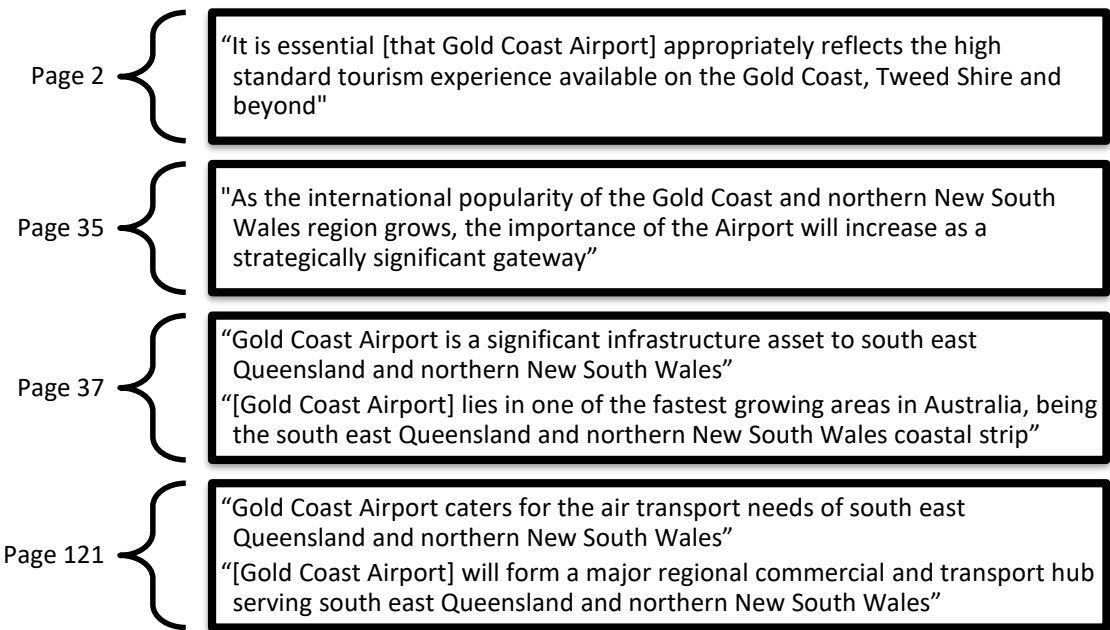 Page 2
“It is essential [that Gold Coast Airport] appropriately reflects the high
standard tourism experience available on the Gold Coast, Tweed Shire and
beyond"
Page 35
"As the international popularity of the Gold Coast and northern New South
Wales region grows, the importance of the Airport will increase as a
strategically significant gateway”
Page 37
“Gold Coast Airport is a significant infrastructure asset to south east
Queensland and northern New South Wales”
“[Gold Coast Airport] lies in one of the fastest growing areas in Australia, being
the south east Queensland and northern New South Wales coastal strip”
Page 121
“Gold Coast Airport caters for the air transport needs of south east
Queensland and northern New South Wales”
“[Gold Coast Airport] will form a major regional commercial and transport hub
serving south east Queensland and northern New South Wales”